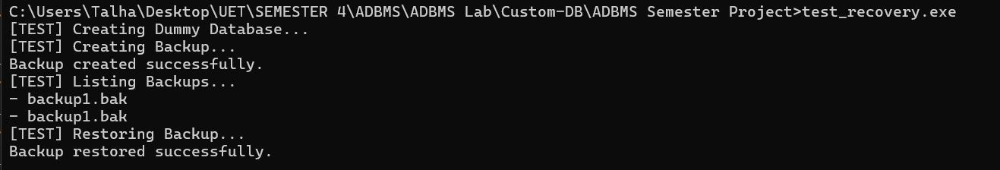 C:\Users\Talha\Desktop\UET\SEMESTER 4\ADBMS\ADBMS Lab\Custom-DB\ADBMS Semester Project>test_recovery.exe
[TEST] Creating Dummy Database...
[TEST] Creating Backup...
Backup created successfully.
[TEST] Listing Backups...
- backup1.bak
- backup1.bak
[TEST] Restoring Backup...
Backup restored successfully.